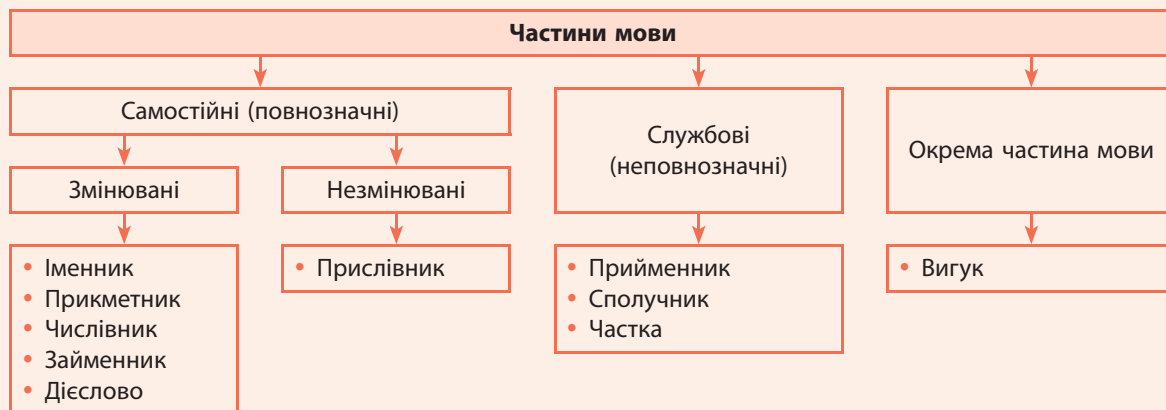 Частини мови
Самостійні (повнозначні)
Змінювані
• Іменник
• Прикметник
• Числівник
• Займенник
• Дієслово
Незмінювані
• Прислівник
Службові
(неповнозначні)
• Прийменник
• Сполучник
• Частка
Окрема частина мови
• Вигук